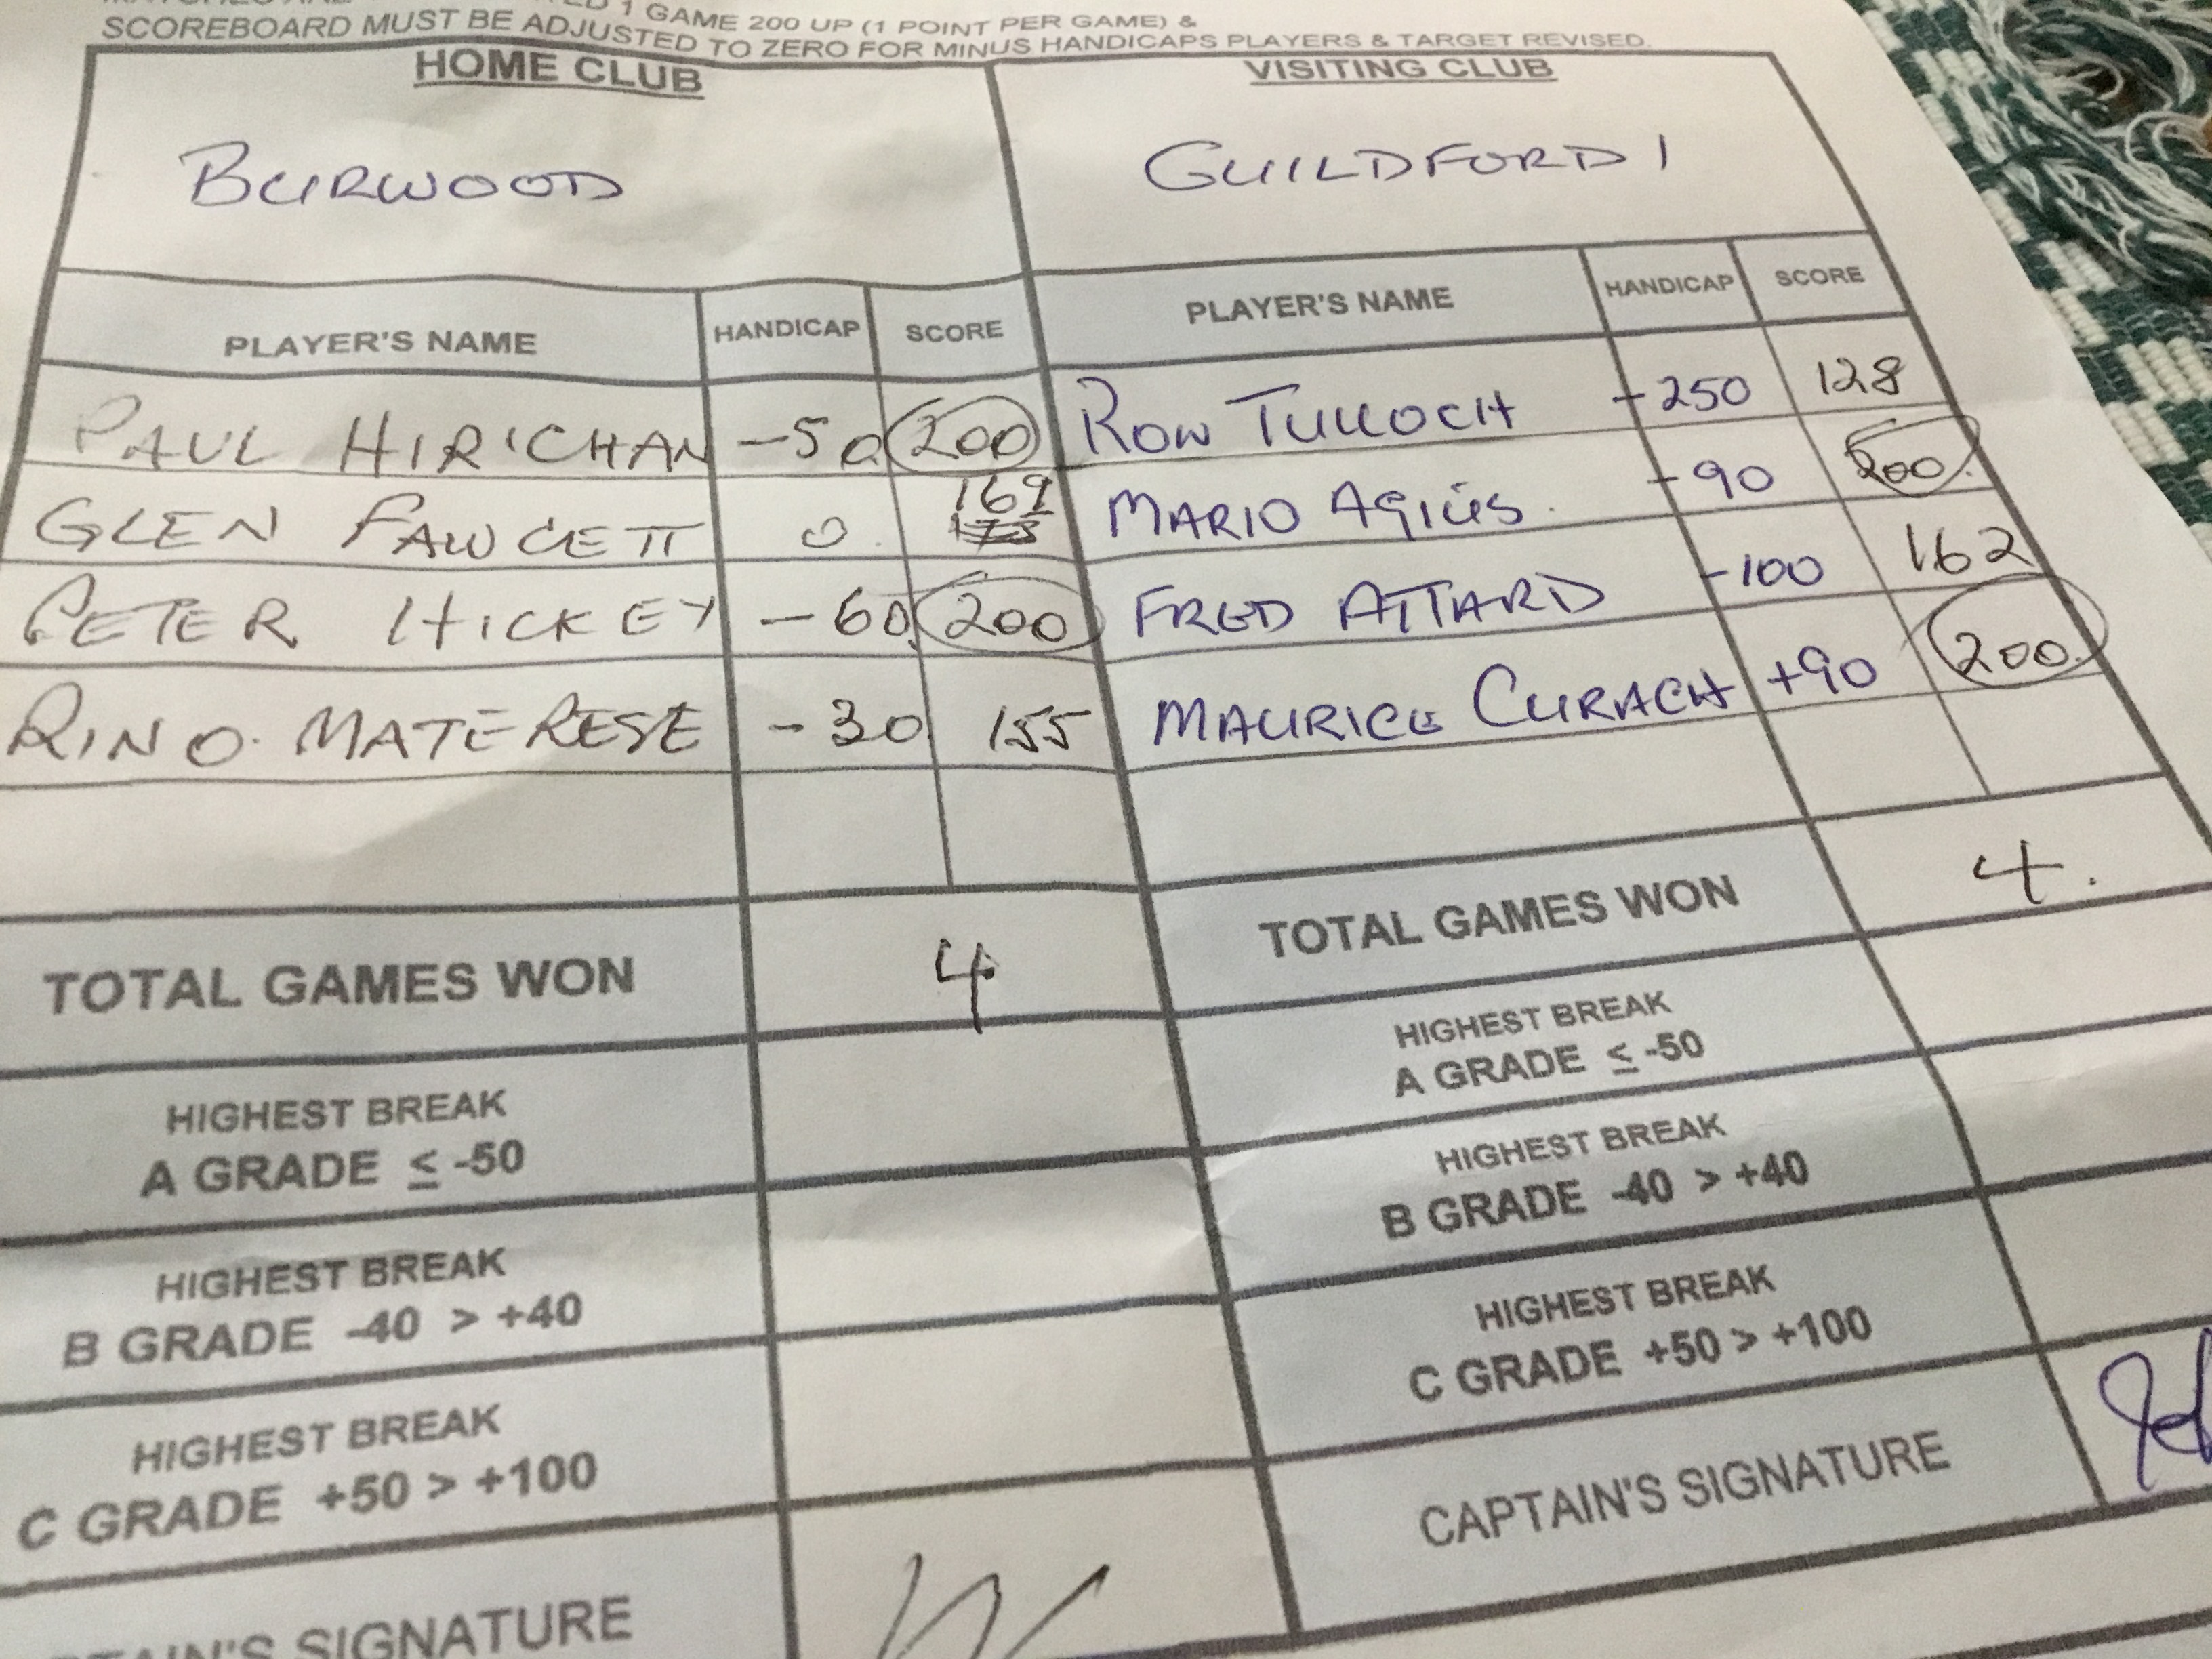 1 GAME 200 UP (1 POINT PER GAME) &
SCOREBOARD MUST BE ADJUSTED TO ZERO FOR MINUS HANDICAPS PLAYERS & TARGET REVISED.
HOME CLUB VISITING CLUB
BURWOOD GUILDFORD 1
PLAYER'S NAME HANDICAP SCORE PLAYER'S NAME HANDICAP SCORE
PAUL HIRICHAN -50 200 RON TULLOCH -250 128
GLEN FAWCETT 0 169 MARIO AGIUS -90 200
PETER HICKEY -60 200 FRED ATTARD -100 162
RINO MATERESE -30 155 MAURICE CURACH +90 200
TOTAL GAMES WON 4 TOTAL GAMES WON 4
HIGHEST BREAK HIGHEST BREAK
A GRADE ≤ -50 A GRADE ≤ -50
HIGHEST BREAK HIGHEST BREAK
B GRADE -40 > +40 B GRADE -40 > +40
HIGHEST BREAK HIGHEST BREAK
C GRADE +50 > +100 C GRADE +50 > +100
SIGNATURE CAPTAIN'S SIGNATURE